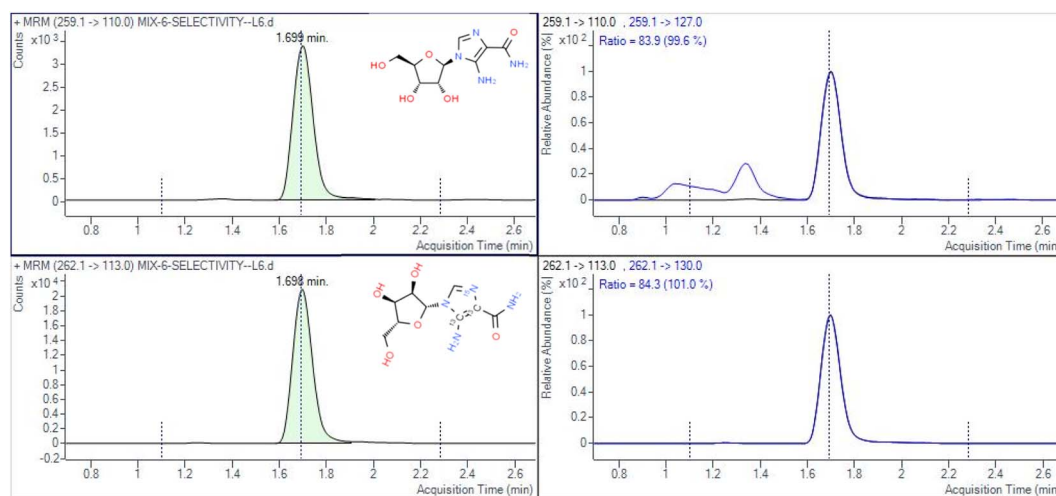 + MRM (259.1 -> 110.0) MIX-6-SELECTIVITY--L6.d
Counts
x10 3
1.699 min.
3
2.5
2
1.5
1
0.5
0
0.8 1 1.2 1.4 1.6 1.8 2 2.2 2.4 2.6
Acquisition Time (min)
HO
O
HO
OH
N
N
O
NH₂
NH₂
259.1 -> 110.0 , 259.1 -> 127.0
Relative Abundance (%)
x10 2
Ratio = 83.9 (99.6 %)
1
0.8
0.6
0.4
0.2
0
0.8 1 1.2 1.4 1.6 1.8 2 2.2 2.4 2.6
Acquisition Time (min)
+ MRM (262.1 -> 113.0) MIX-6-SELECTIVITY--L6.d
Counts
x10 4
1.698 min.
2
1.8
1.6
1.4
1.2
1
0.8
0.6
0.4
0.2
0
-0.2
0.8 1 1.2 1.4 1.6 1.8 2 2.2 2.4 2.6
Acquisition Time (min)
OH
OH
O
HO
N
15N
13C
H₂N
NH₂
O
262.1 -> 113.0 , 262.1 -> 130.0
Relative Abundance (%)
x10 2
Ratio = 84.3 (101.0 %)
1
0.8
0.6
0.4
0.2
0
0.8 1 1.2 1.4 1.6 1.8 2 2.2 2.4 2.6
Acquisition Time (min)